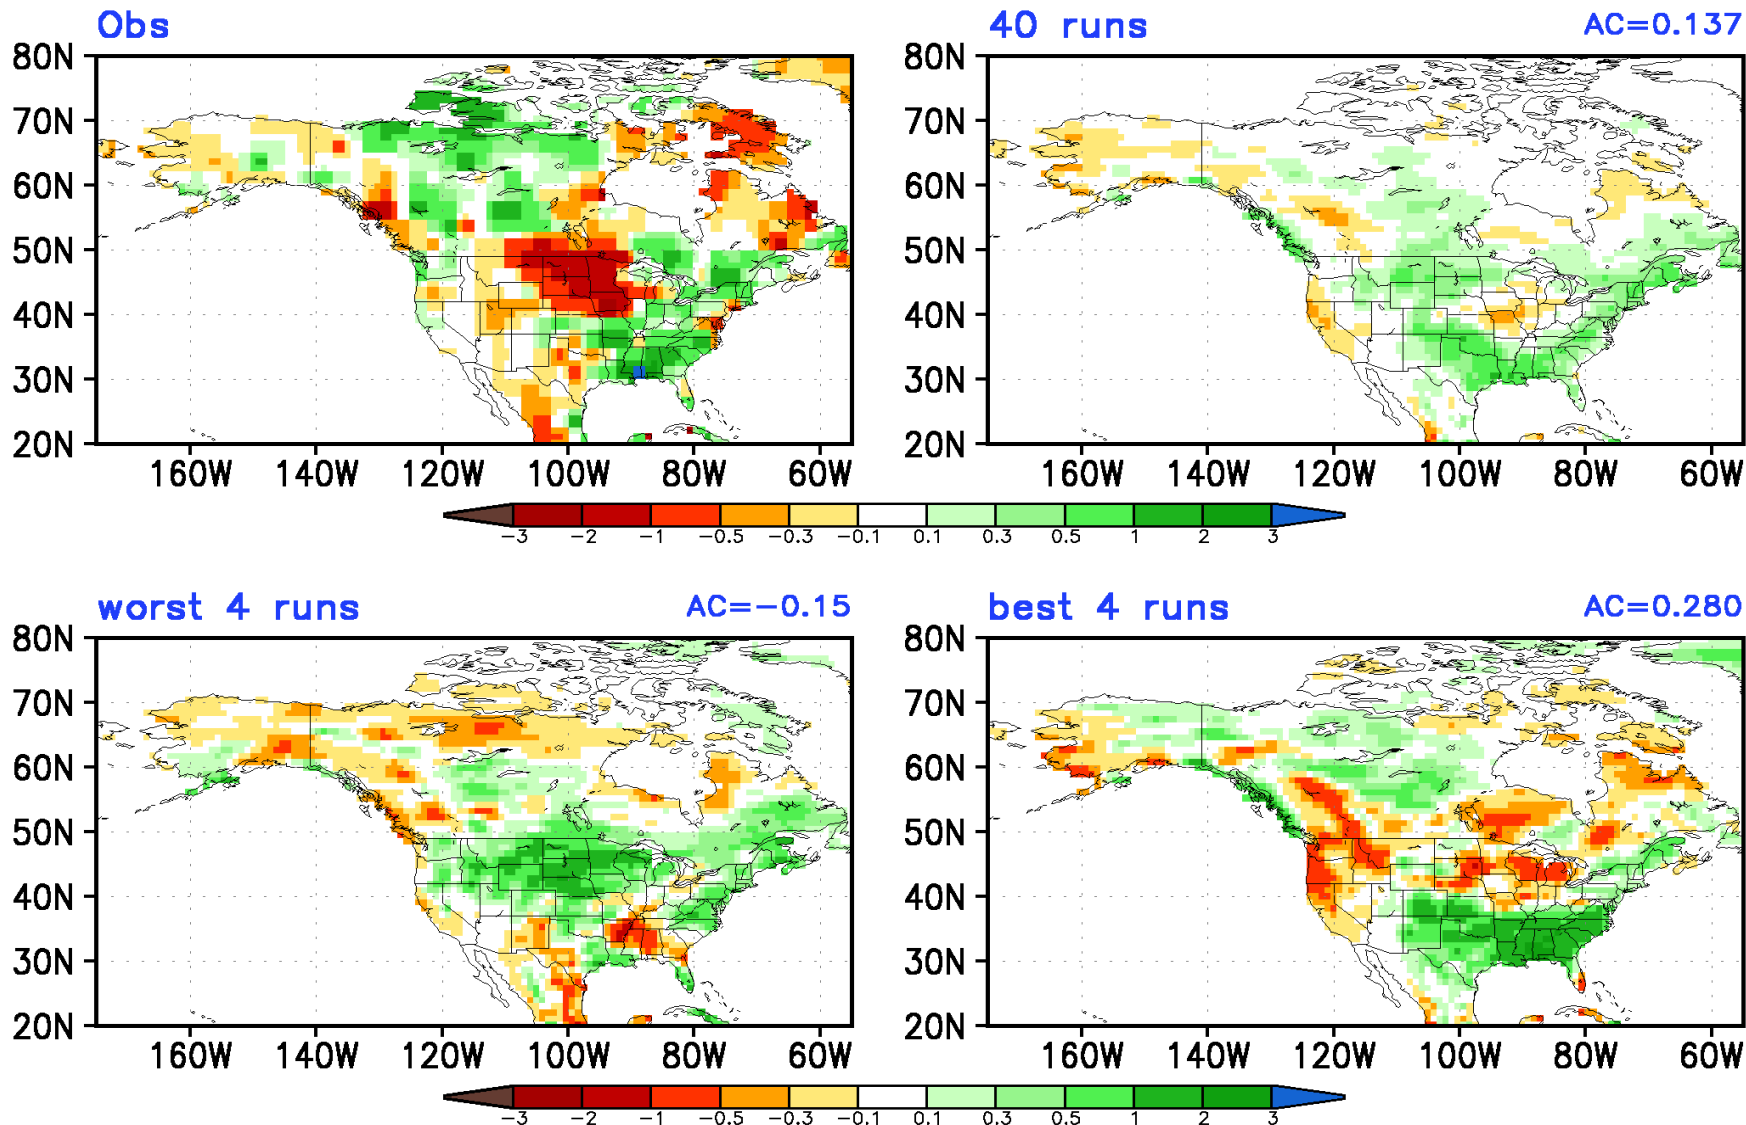 Obs
40 runs AC=0.137
80N 80N
70N 70N
60N 60N
50N 50N
40N 40N
30N 30N
20N 20N
160W 140W 120W 100W 80W 60W 160W 140W 120W 100W 80W 60W
-3 -2 -1 -0.5 -0.3 -0.1 0.1 0.3 0.5 1 2 3
worst 4 runs AC=-0.15
best 4 runs AC=0.280
80N 80N
70N 70N
60N 60N
50N 50N
40N 40N
30N 30N
20N 20N
160W 140W 120W 100W 80W 60W 160W 140W 120W 100W 80W 60W
-3 -2 -1 -0.5 -0.3 -0.1 0.1 0.3 0.5 1 2 3